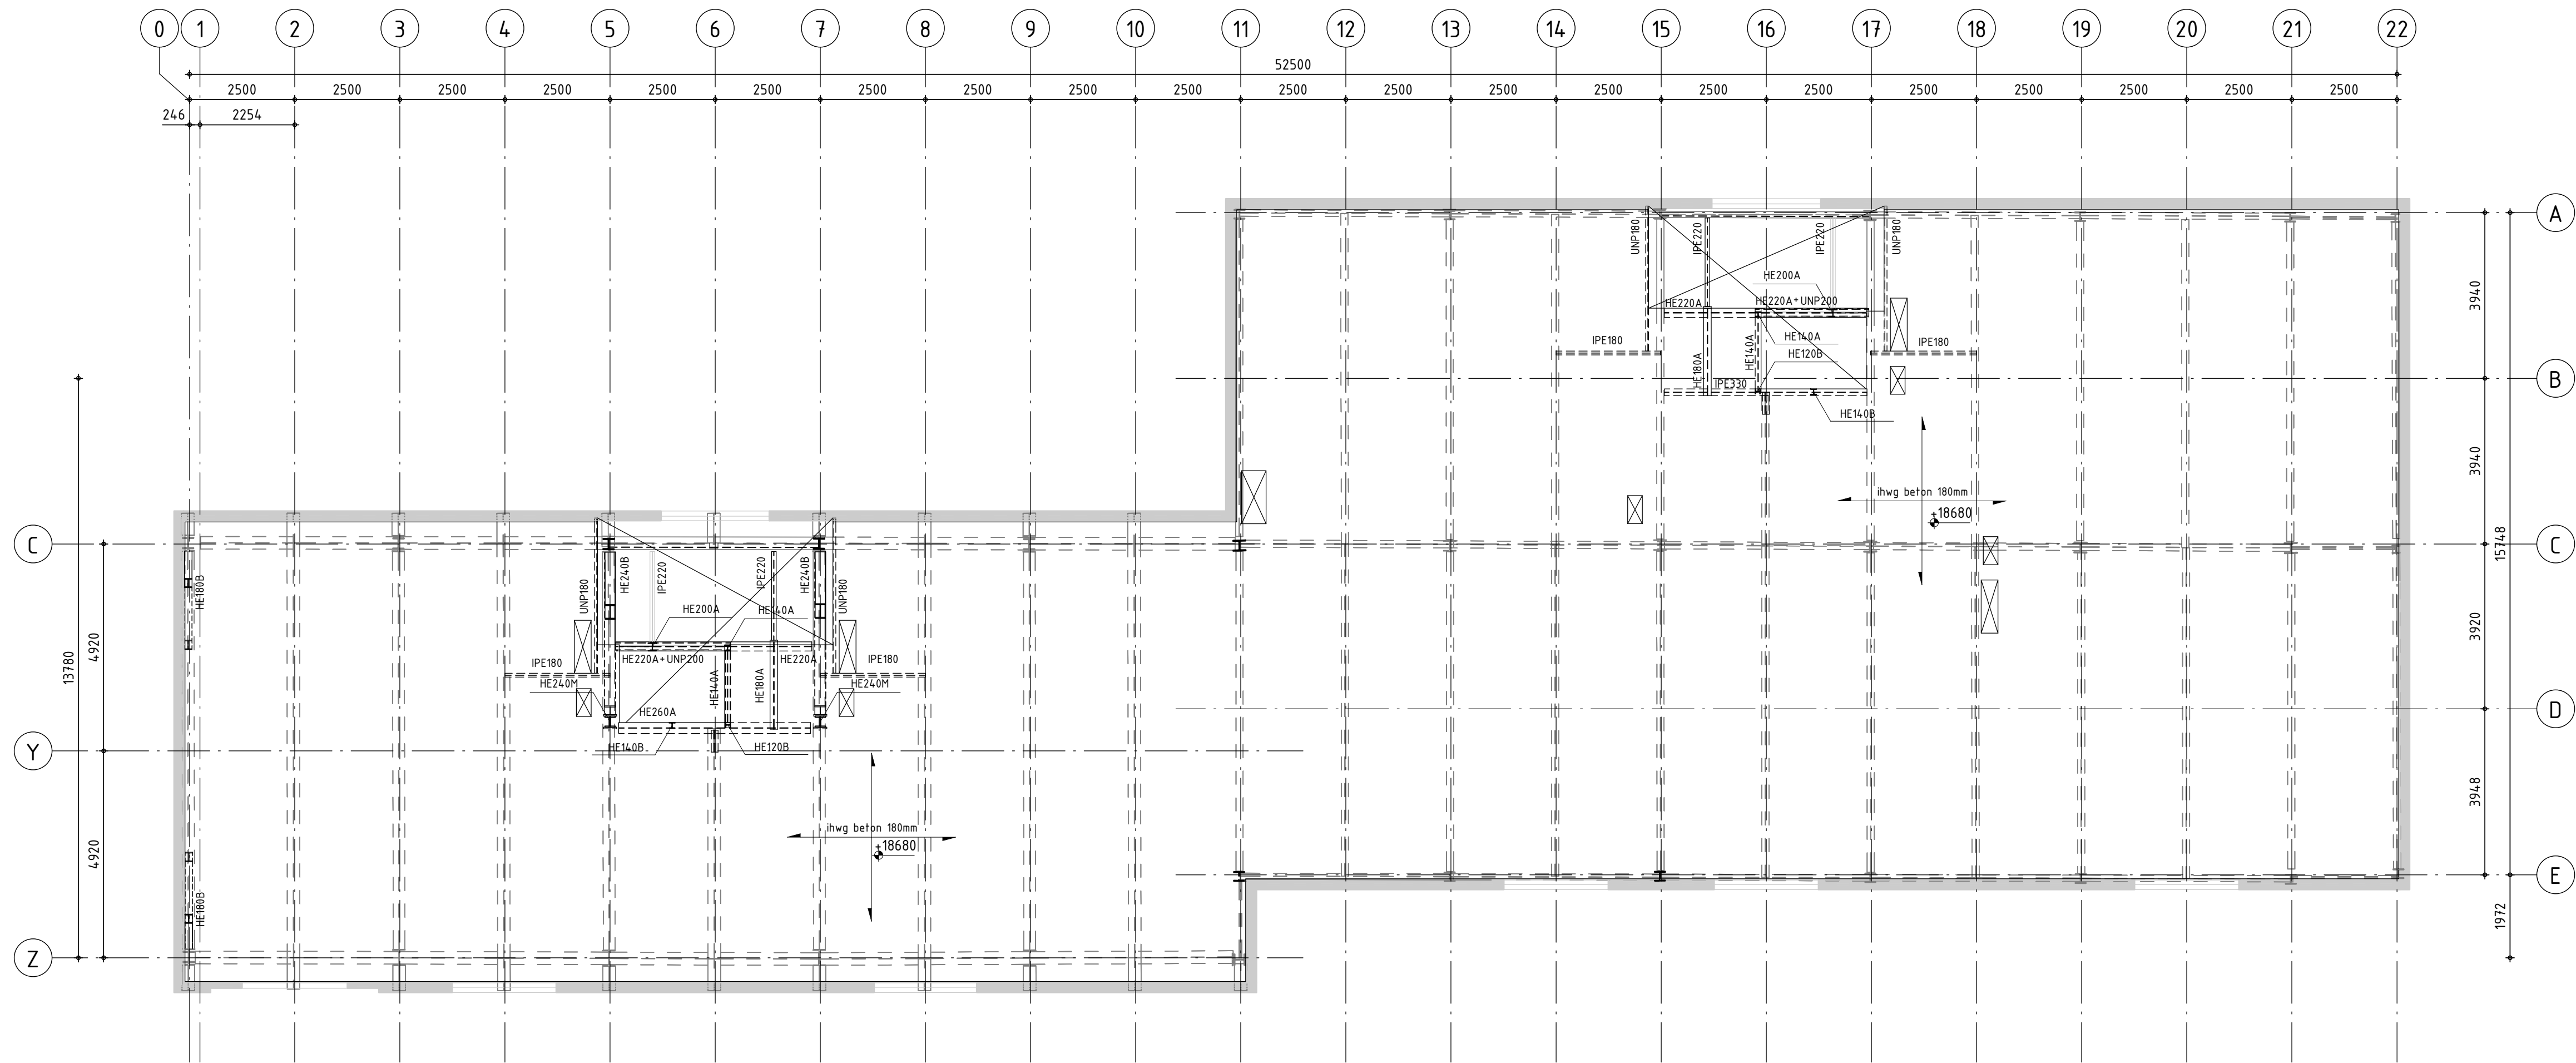 0 1 2 3 4 5 6 7 8 9 10 11 12 13 14 15 16 17 18 19 20 21 22
52500
2500 2500 2500 2500 2500 2500 2500 2500 2500 2500 2500 2500 2500 2500 2500 2500 2500 2500 2500 2500 2500
246 2254
A
UNP180 IPE220 IPE220 UNP180
HE200A
HE220A HE220A+UNP200
3940
HE140A
IPE180 IPE180
HE140A
HE120B
HE180A
IPE330
B
HE140B
3940
ihwg beton 180mm
+18680
C
C
15748
HE180B
UNP180 HE240B IPE220 IPE220 HE240B UNP180
HE200A HE140A
3920
4920
13780
HE220A+UNP200 HE220A
IPE180 IPE180
HE240M HE240M
HE140A HE180A
HE260A
D
HE140B HE120B
Y
3948
ihwg beton 180mm
+18680
4920
E
HE180B
1972
Z